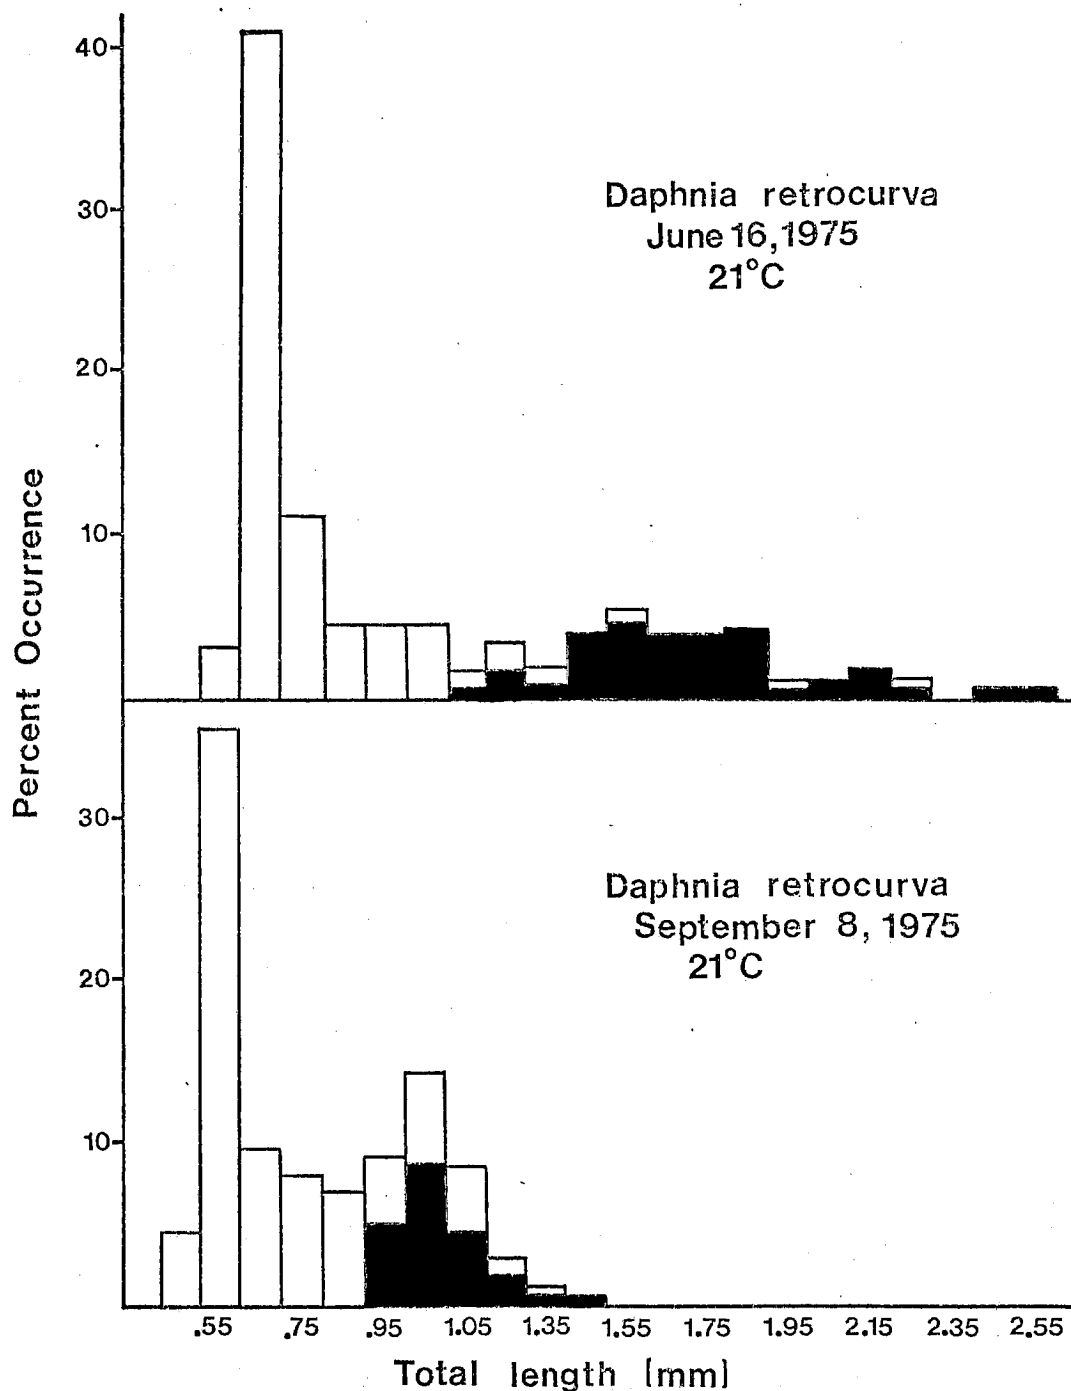 40
30
20
10
Daphnia retrocurva
June 16, 1975
21°C
Percent Occurrence
30
20
10
Daphnia retrocurva
September 8, 1975
21°C
.55 .75 .95 1.05 1.35 1.55 1.75 1.95 2.15 2.35 2.55
Total length [mm]